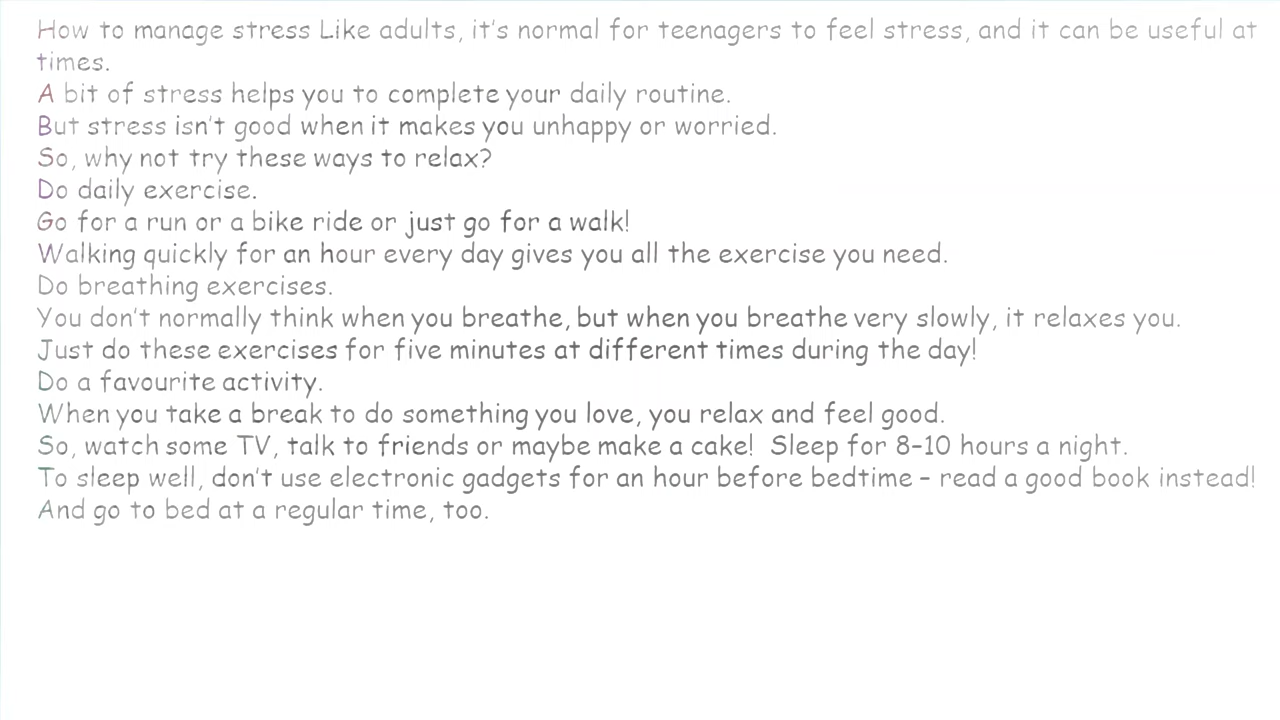 How to manage stress Like adults, it's normal for teenagers to feel stress, and it can be useful at
times.
A bit of stress helps you to complete your daily routine.
But stress isn't good when it makes you unhappy or worried.
So, why not try these ways to relax?
Do daily exercise.
Go for a run or a bike ride or just go for a walk!
Walking quickly for an hour every day gives you all the exercise you need.
Do breathing exercises.
You don't normally think when you breathe, but when you breathe very slowly, it relaxes you.
Just do these exercises for five minutes at different times during the day!
Do a favourite activity.
When you take a break to do something you love, you relax and feel good.
So, watch some TV, talk to friends or maybe make a cake!  Sleep for 8–10 hours a night.
To sleep well, don't use electronic gadgets for an hour before bedtime – read a good book instead!
And go to bed at a regular time, too.